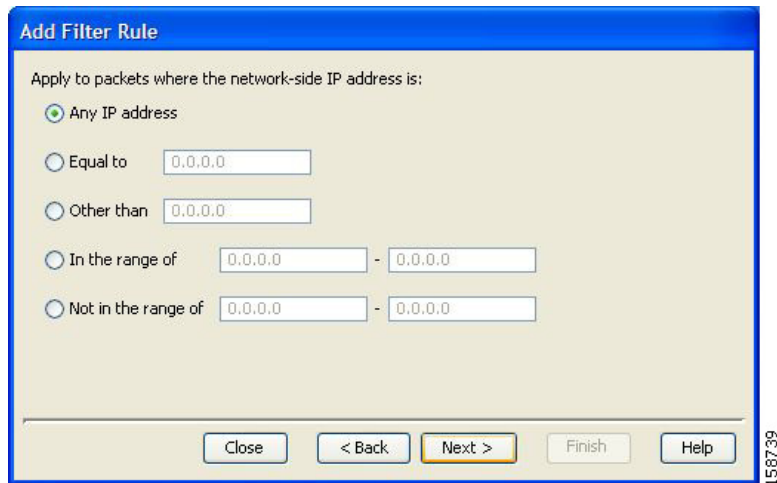 Add Filter Rule
Apply to packets where the network-side IP address is:
Any IP address
Equal to 0.0.0.0
Other than 0.0.0.0
In the range of 0.0.0.0 - 0.0.0.0
Not in the range of 0.0.0.0 - 0.0.0.0
Close < Back Next > Finish Help
158739